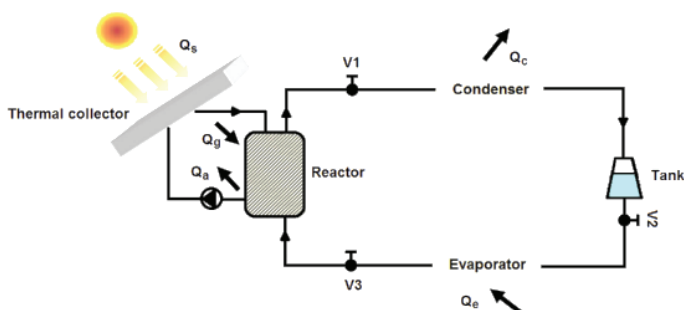 Qs
V1
Qc
Thermal collector
Condenser
Qg
Qa
Reactor
Tank
V2
Evaporator
V3
Qe